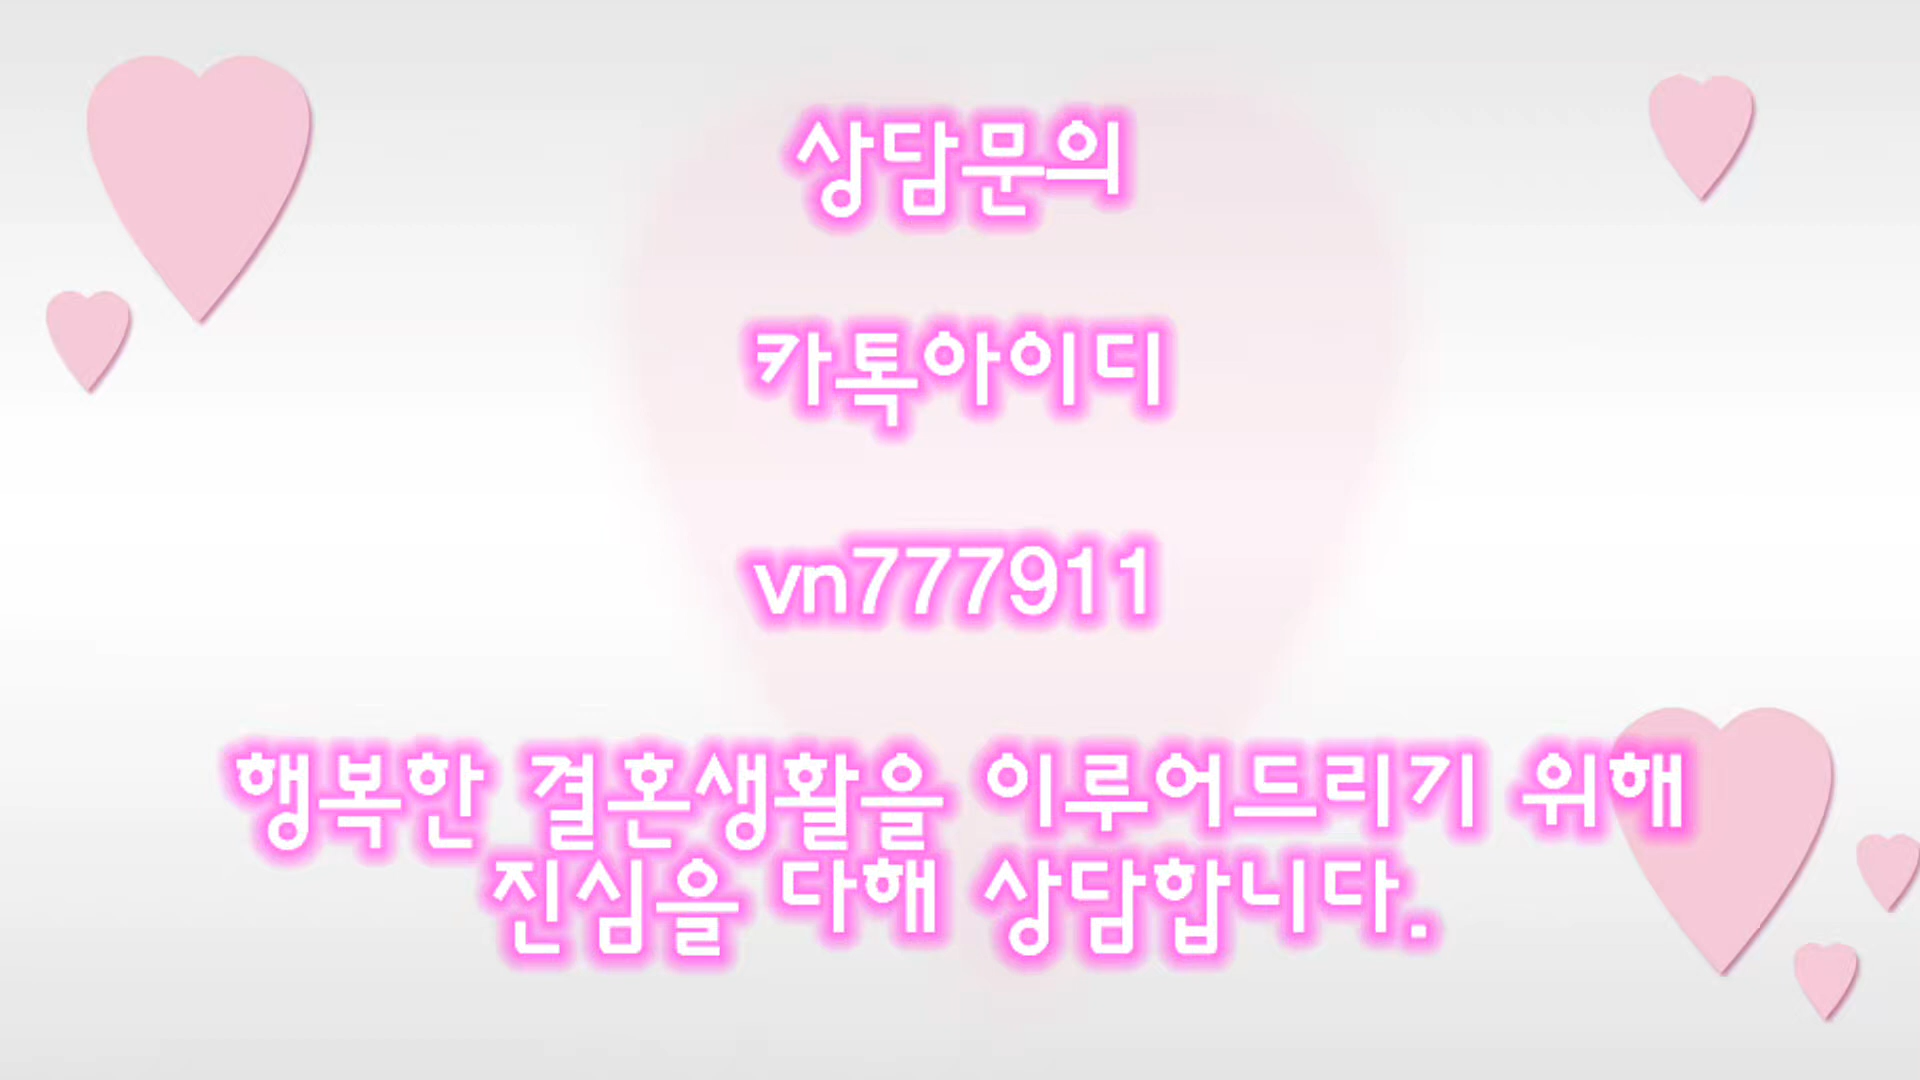 상담문의
카톡아이디
vn777911
행복한 결혼생활을 이루어드리기 위해
진심을 다해 상담합니다.